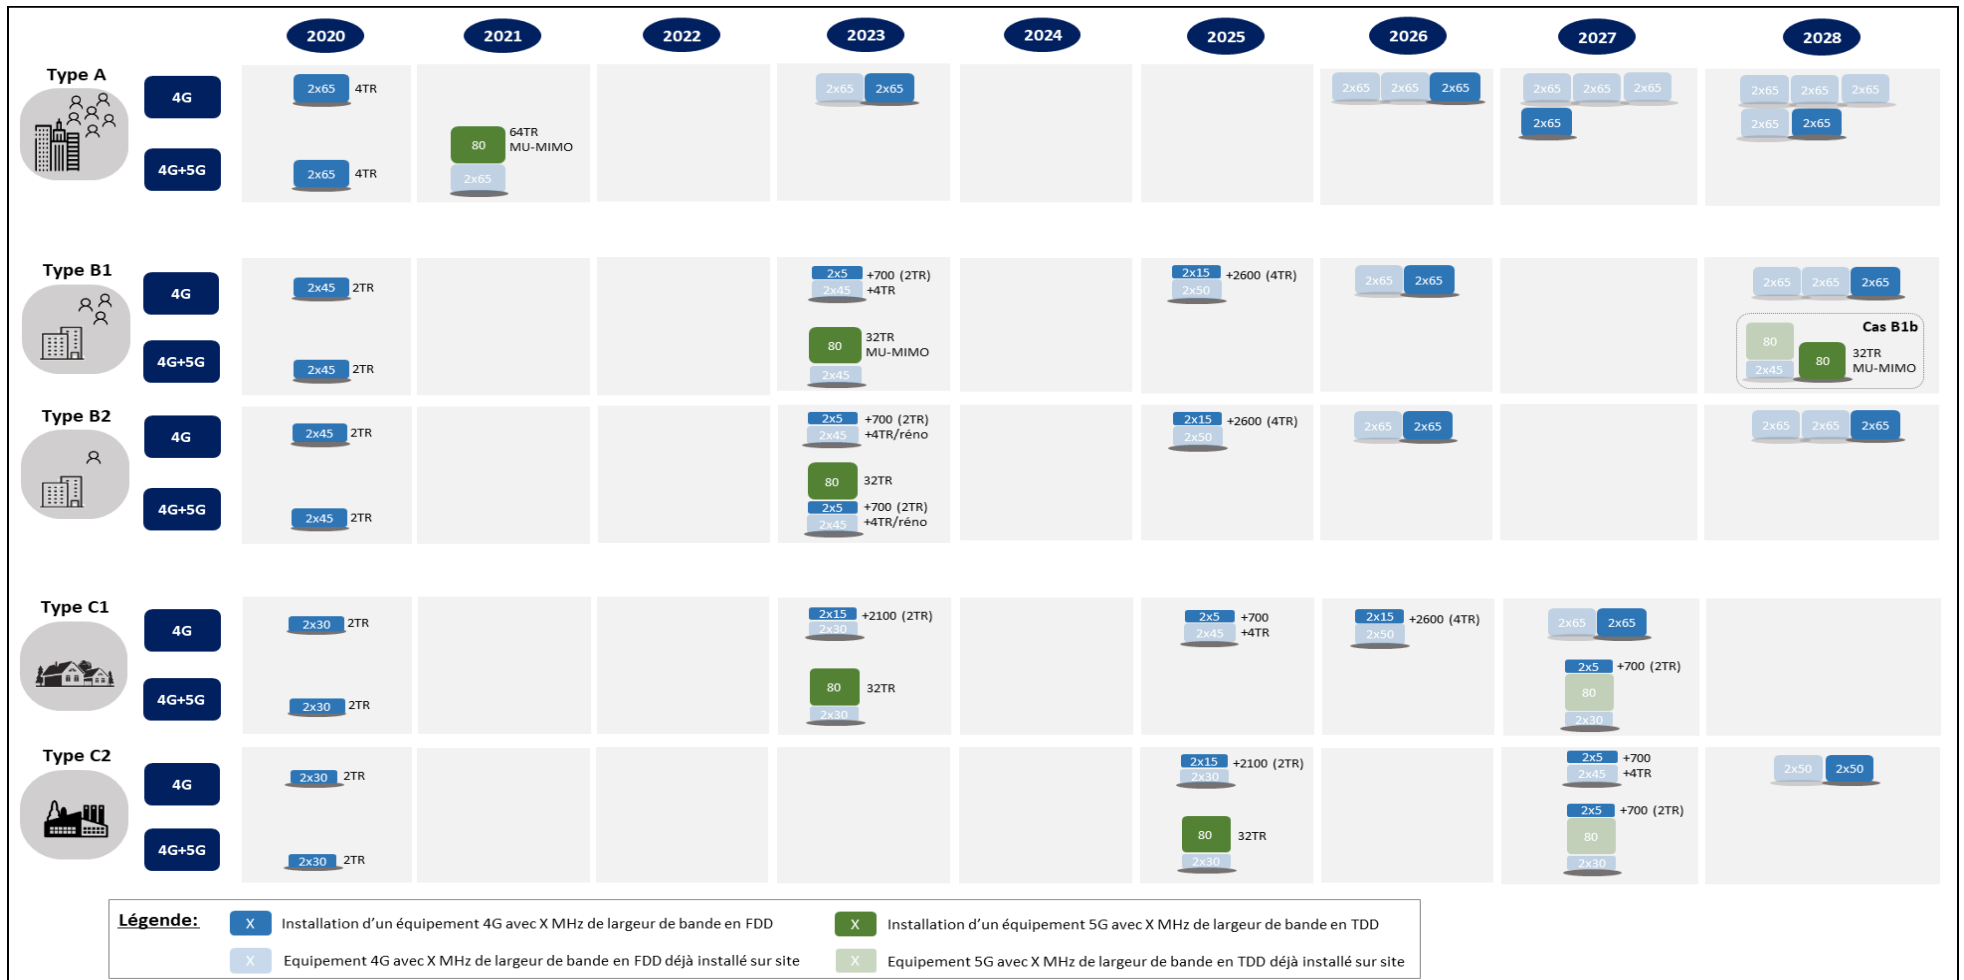 2020 2021 2022 2023 2024 2025 2026 2027 2028
Type A
4G
2x65 4TR
2x65 2x65
2x65 2x65 2x65
2x65 2x65 2x65
2x65
2x65 2x65 2x65
2x65 2x65
4G+5G
2x65 4TR
80 64TR
MU-MIMO
2x65
Type B1
4G
2x45 2TR
2x5 +700 (2TR)
2x45 +4TR
2x15 +2600 (4TR)
2x50
2x65 2x65
2x65 2x65 2x65
4G+5G
2x45 2TR
80 32TR
MU-MIMO
2x45
Cas B1b
80
2x45
80 32TR
MU-MIMO
Type B2
4G
2x45 2TR
2x5 +700 (2TR)
2x45 +4TR/réno
2x15 +2600 (4TR)
2x50
2x65 2x65
2x65 2x65 2x65
4G+5G
2x45 2TR
80 32TR
2x5 +700 (2TR)
2x45 +4TR/réno
Type C1
4G
2x30 2TR
2x15 +2100 (2TR)
2x30
2x5 +700
2x45 +4TR
2x15 +2600 (4TR)
2x50
2x65 2x65
4G+5G
2x30 2TR
80 32TR
2x30
2x5 +700 (2TR)
80
2x30
Type C2
4G
2x30 2TR
2x15 +2100 (2TR)
2x30
2x5 +700
2x45 +4TR
2x50 2x50
4G+5G
2x30 2TR
80 32TR
2x30
2x5 +700 (2TR)
80
2x30
Légende:
X Installation d'un équipement 4G avec X MHz de largeur de bande en FDD
X Installation d'un équipement 5G avec X MHz de largeur de bande en TDD
X Equipement 4G avec X MHz de largeur de bande en FDD déjà installé sur site
X Equipement 5G avec X MHz de largeur de bande en TDD déjà installé sur site